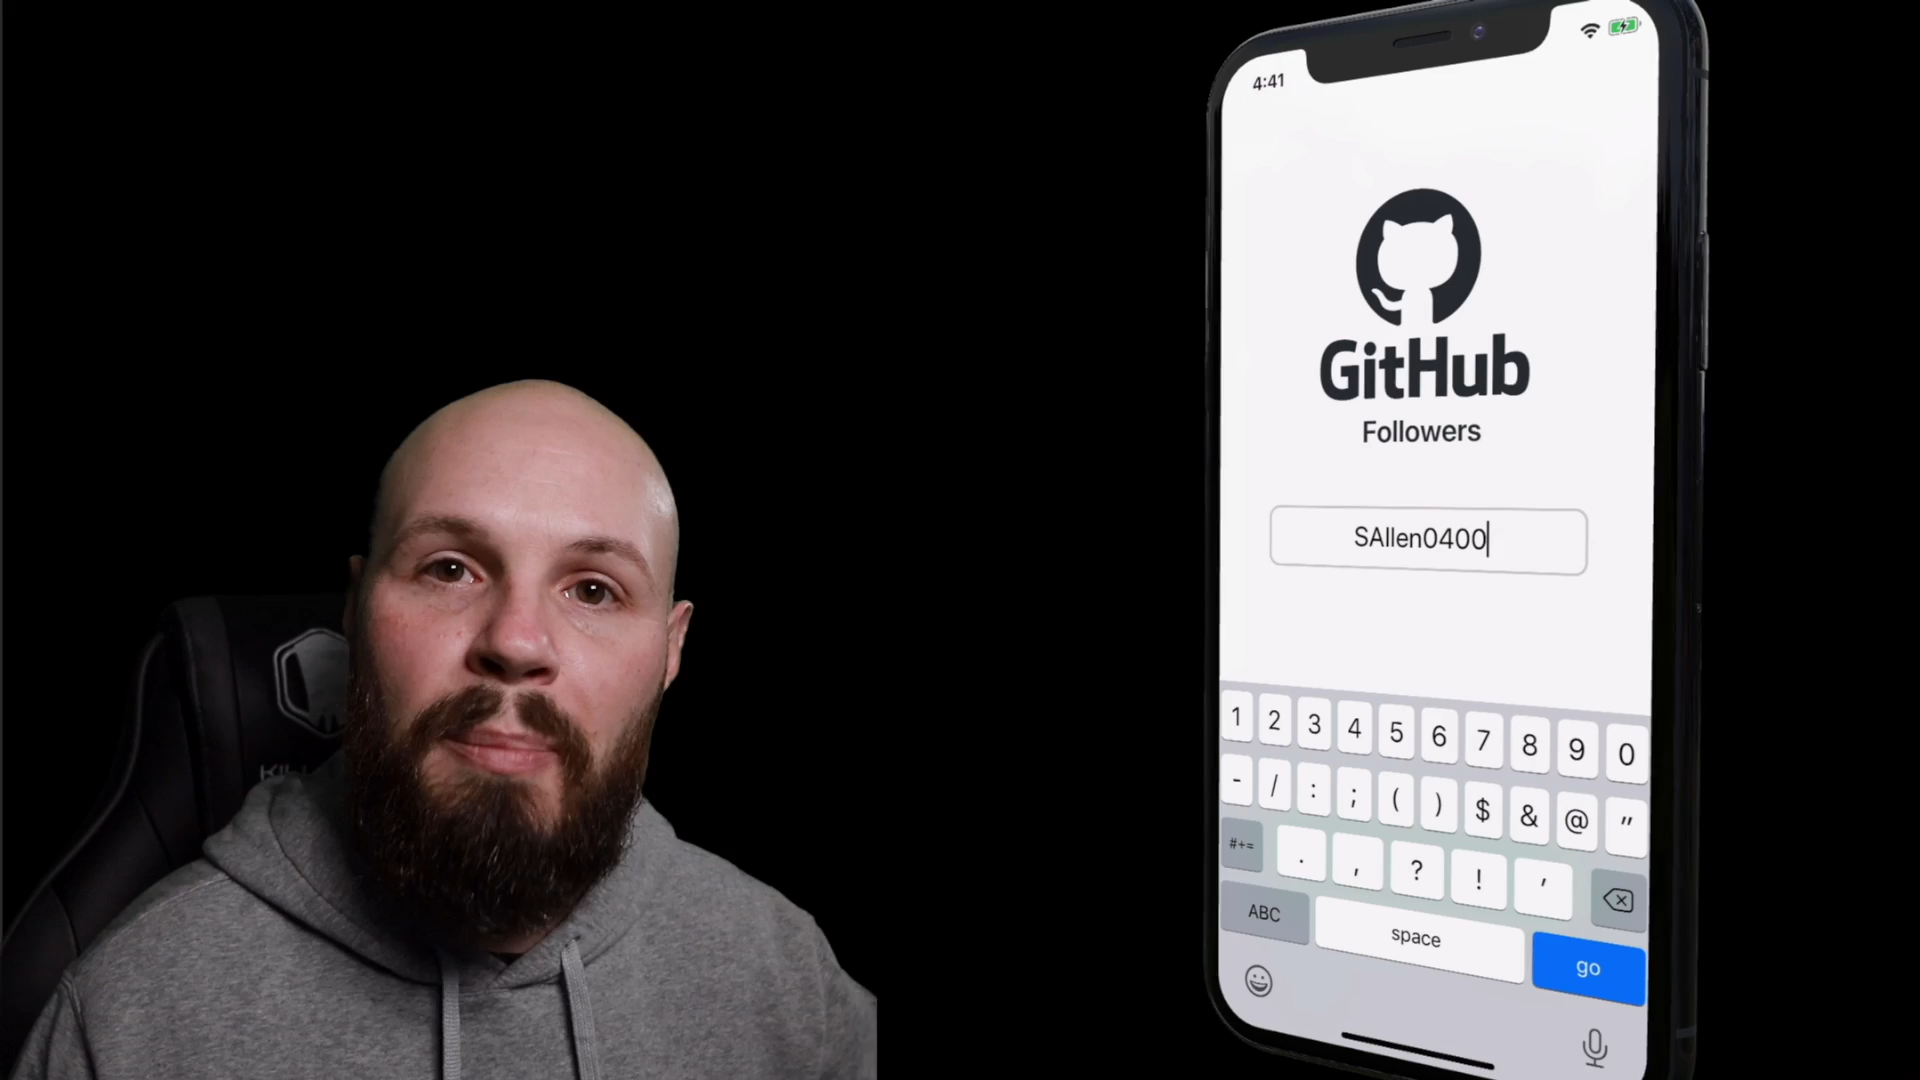 4:41
GitHub
Followers
SAllen0400
1 2 3 4 5 6 7 8 9 0
- / : ; ( ) $ & @ "
#+= . , ? ! '
ABC space go